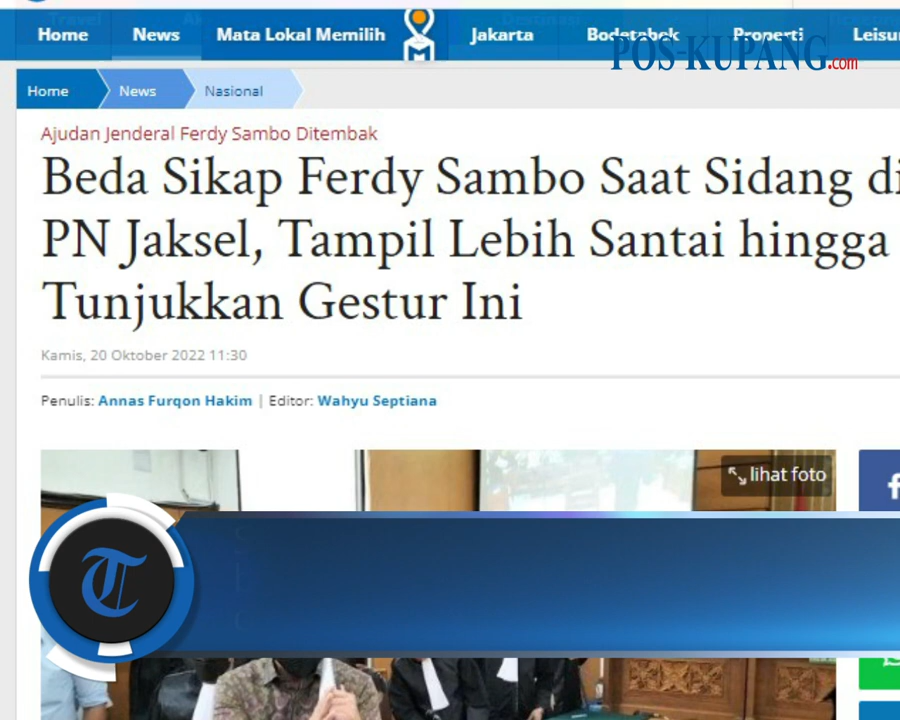 Home News Mata Lokal Memilih M Jakarta Bodetabek Properti Leisu
POS-KUPANG.com
Home News Nasional
Ajudan Jenderal Ferdy Sambo Ditembak
Beda Sikap Ferdy Sambo Saat Sidang di
PN Jaksel, Tampil Lebih Santai hingga
Tunjukkan Gestur Ini
Kamis, 20 Oktober 2022 11:30
Penulis: Annas Furqon Hakim | Editor: Wahyu Septiana
lihat foto
f
T